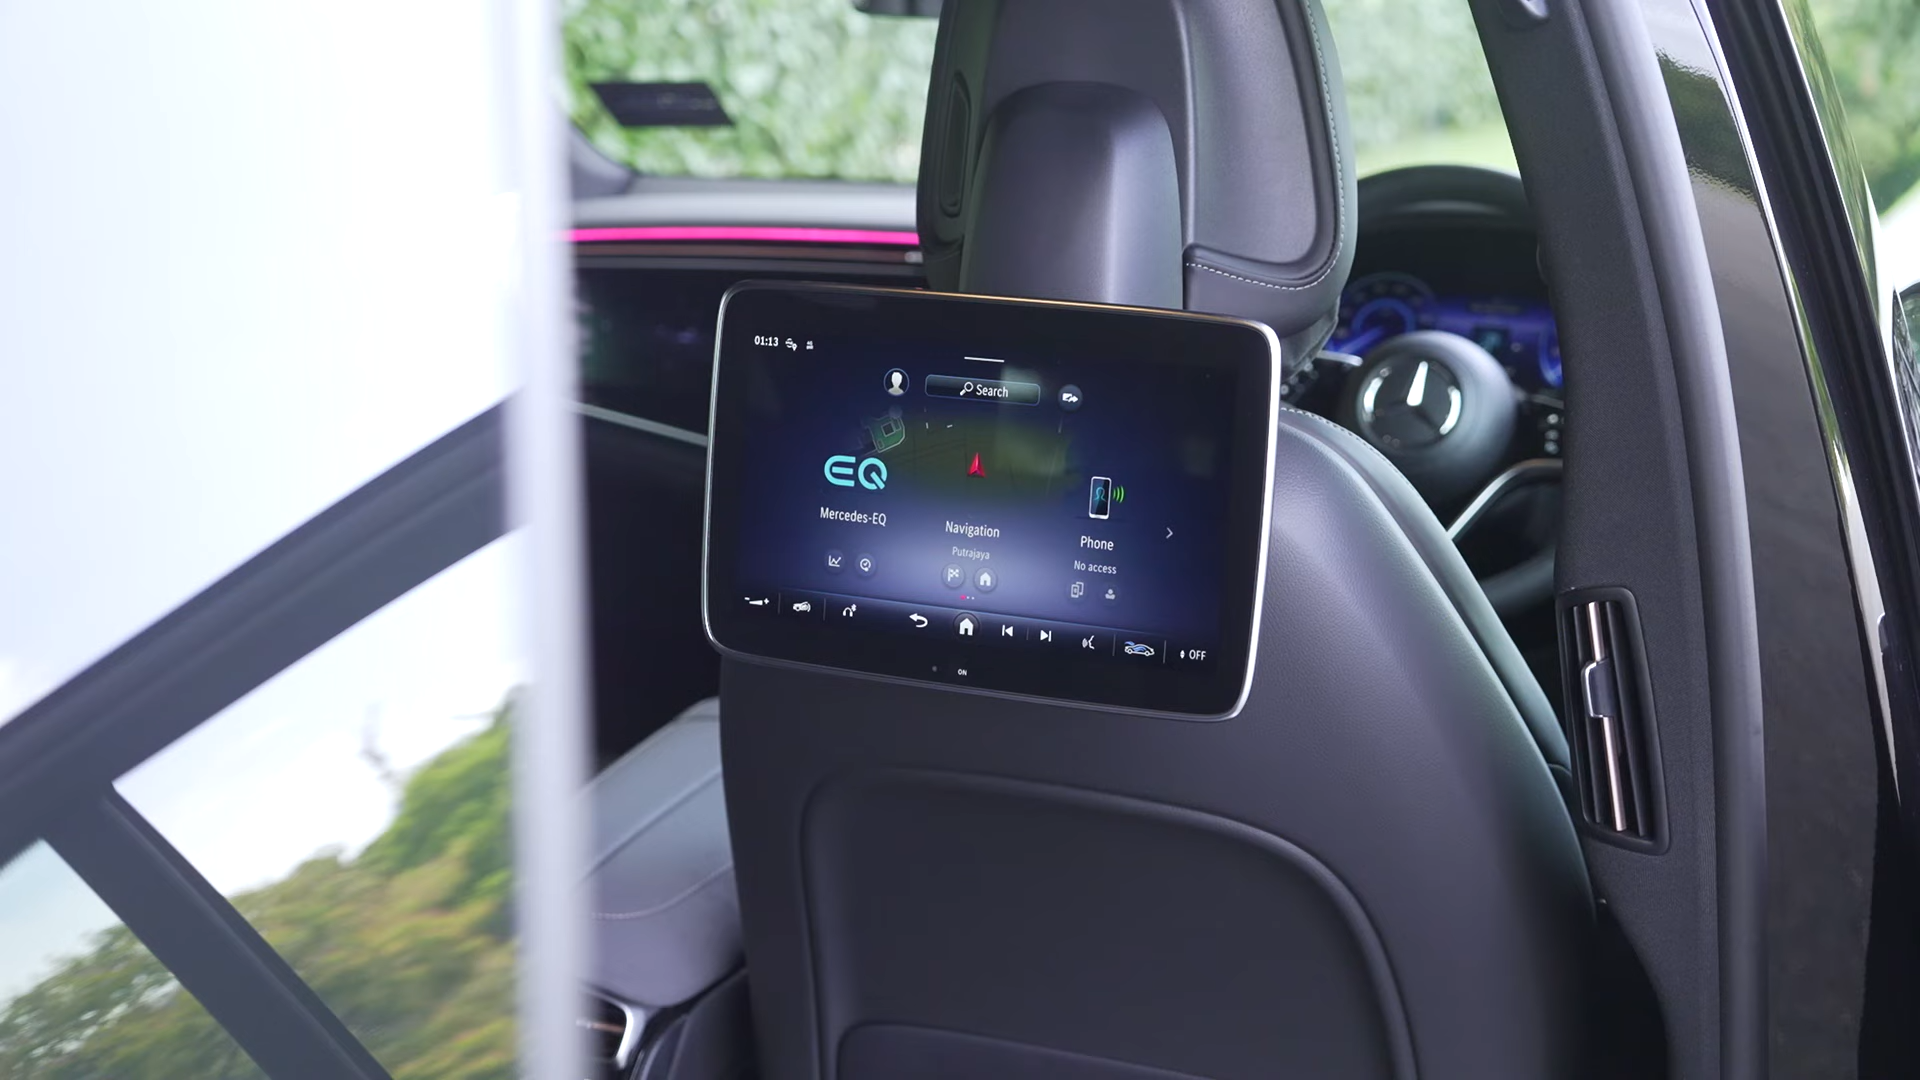 01:13
Search
EQ
Mercedes-EQ
Navigation
Putrajaya
Phone
No access
OFF
ON